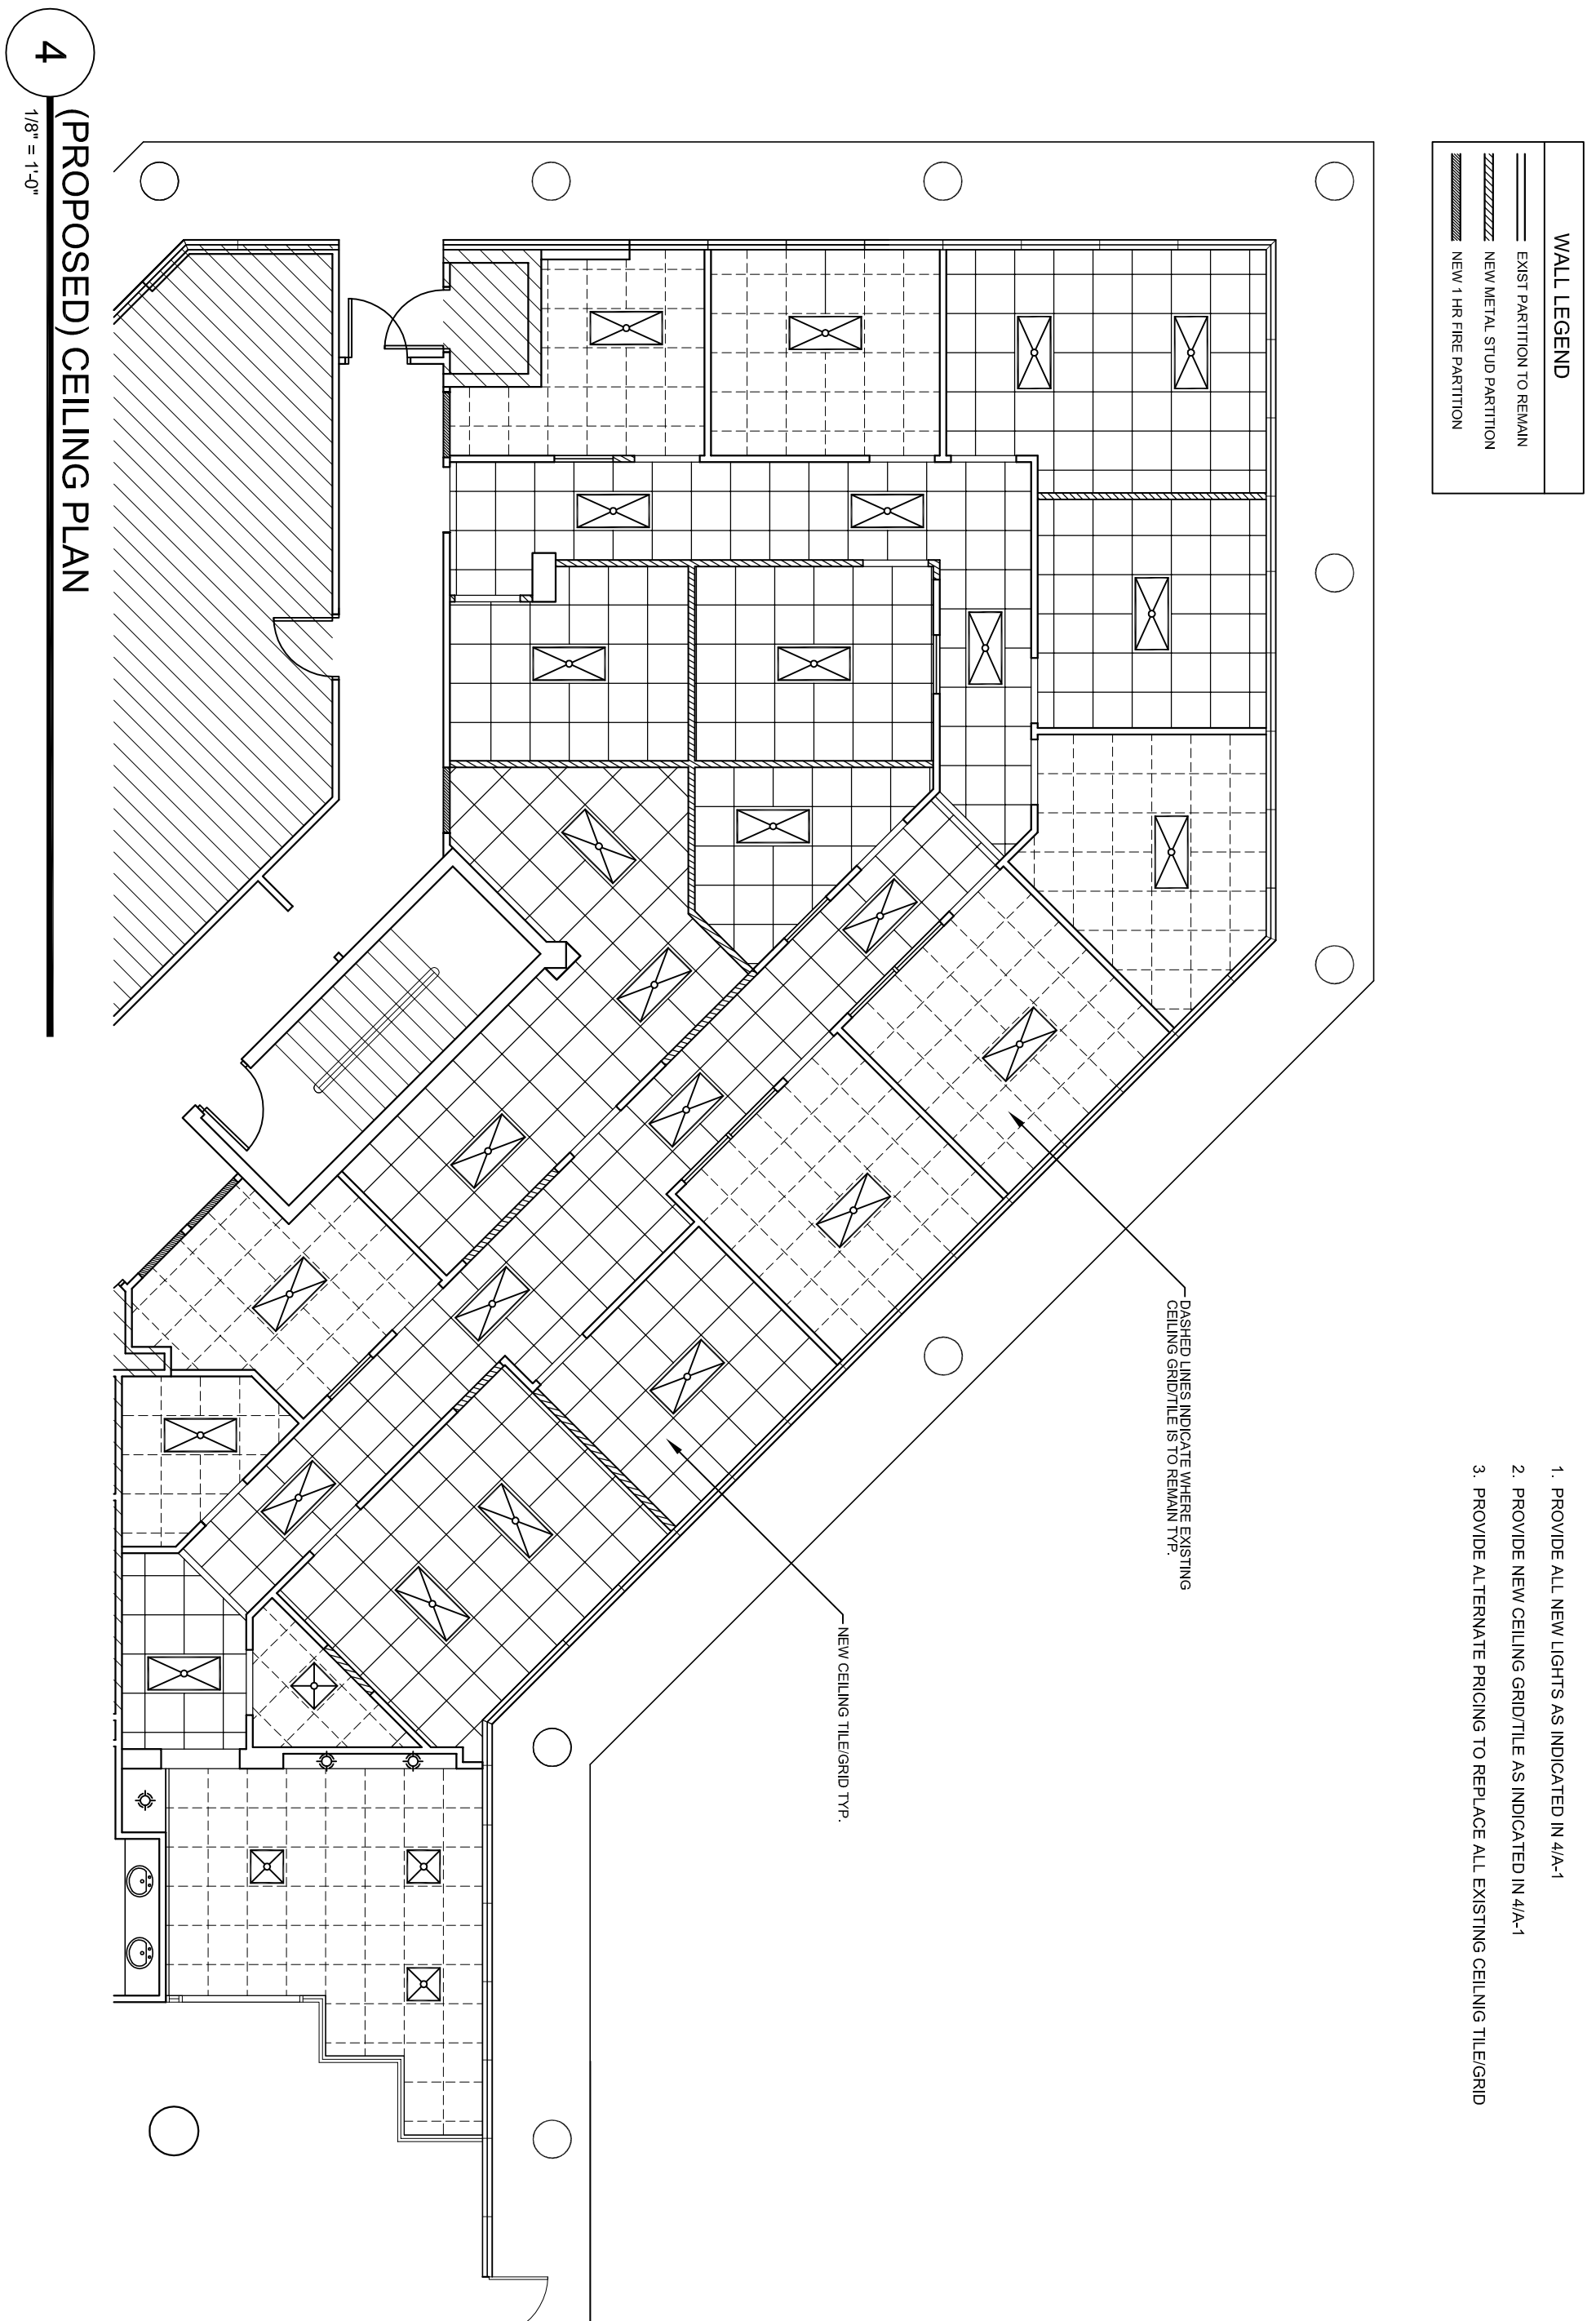 WALL LEGEND
EXIST PARTITION TO REMAIN
NEW METAL STUD PARTITION
NEW 1 HR FIRE PARTITION
1. PROVIDE ALL NEW LIGHTS AS INDICATED IN 4/A-1
2. PROVIDE NEW CEILING GRID/TILE AS INDICATED IN 4/A-1
3. PROVIDE ALTERNATE PRICING TO REPLACE ALL EXISTING CEILNIG TILE/GRID
DASHED LINES INDICATE WHERE EXISTING
CEILING GRID/TILE IS TO REMAIN TYP.
NEW CEILING TILE/GRID TYP.
4
(PROPOSED) CEILING PLAN
1/8" = 1'-0"